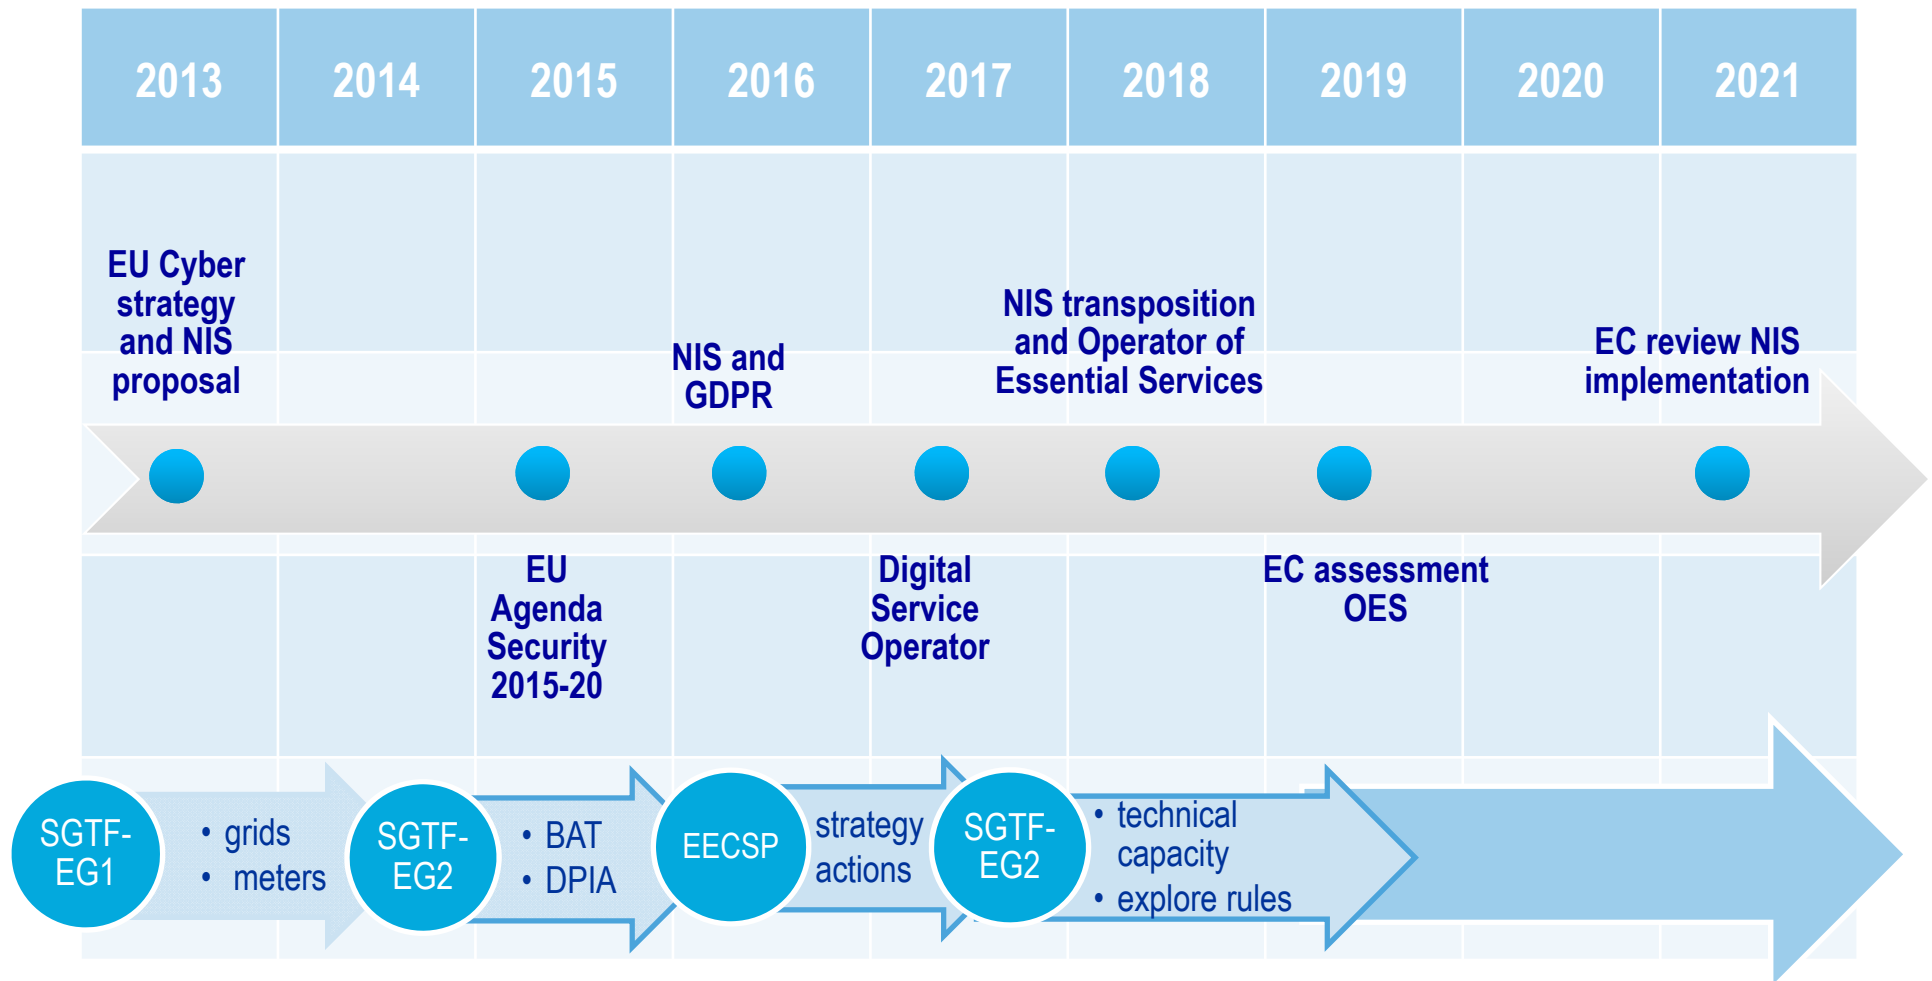 2013 2014 2015 2016 2017 2018 2019 2020 2021
EU Cyber
strategy
and NIS
proposal
NIS and
GDPR
NIS transposition
and Operator of
Essential Services
EC review NIS
implementation
EU
Agenda
Security
2015-20
Digital
Service
Operator
EC assessment
OES
SGTF-
EG1
• grids
• meters
SGTF-
EG2
• BAT
• DPIA
EECSP
strategy
actions
SGTF-
EG2
• technical
capacity
• explore rules